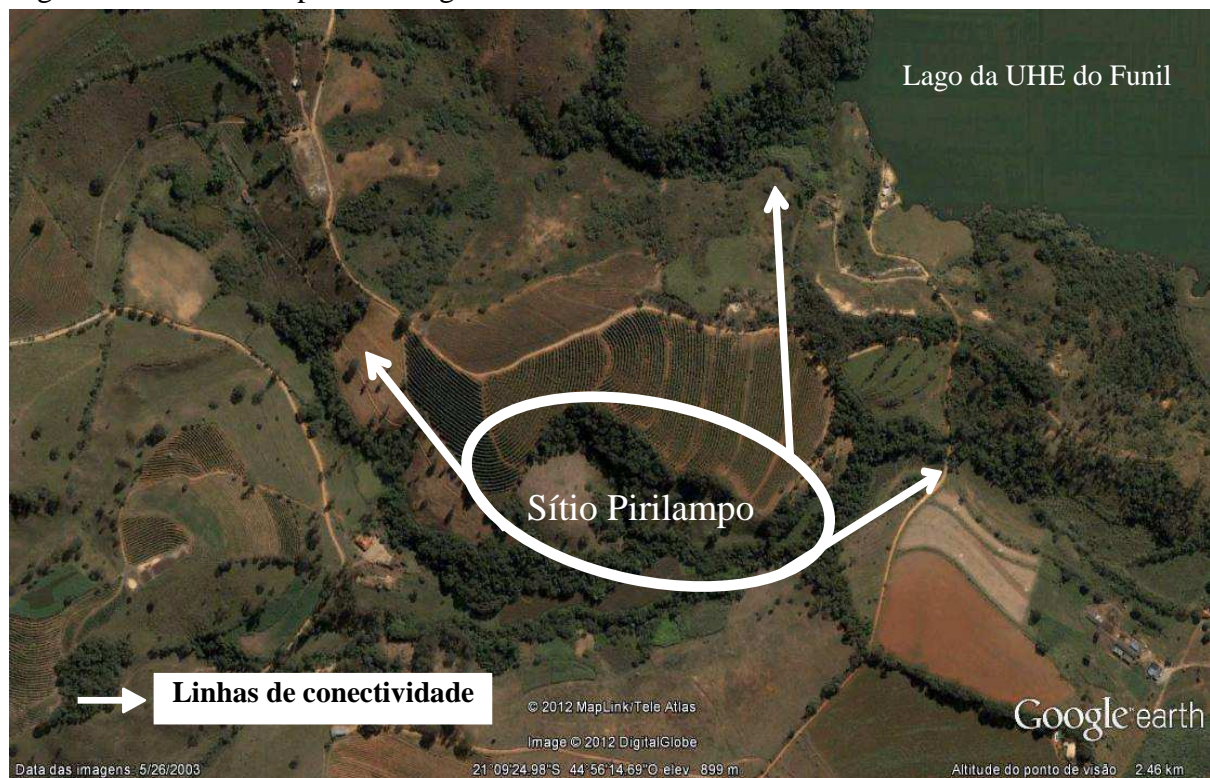 Lago da UHE do Funil
Sítio Pirilampo
Linhas de conectividade
© 2012 MapLink/Tele Atlas
Image © 2012 DigitalGlobe
Google earth
Data das imagens: 5/26/2003
21°09'24.98"S 44°56'14.69"O elev 899 m
Altitude do ponto de visão 2.46 km